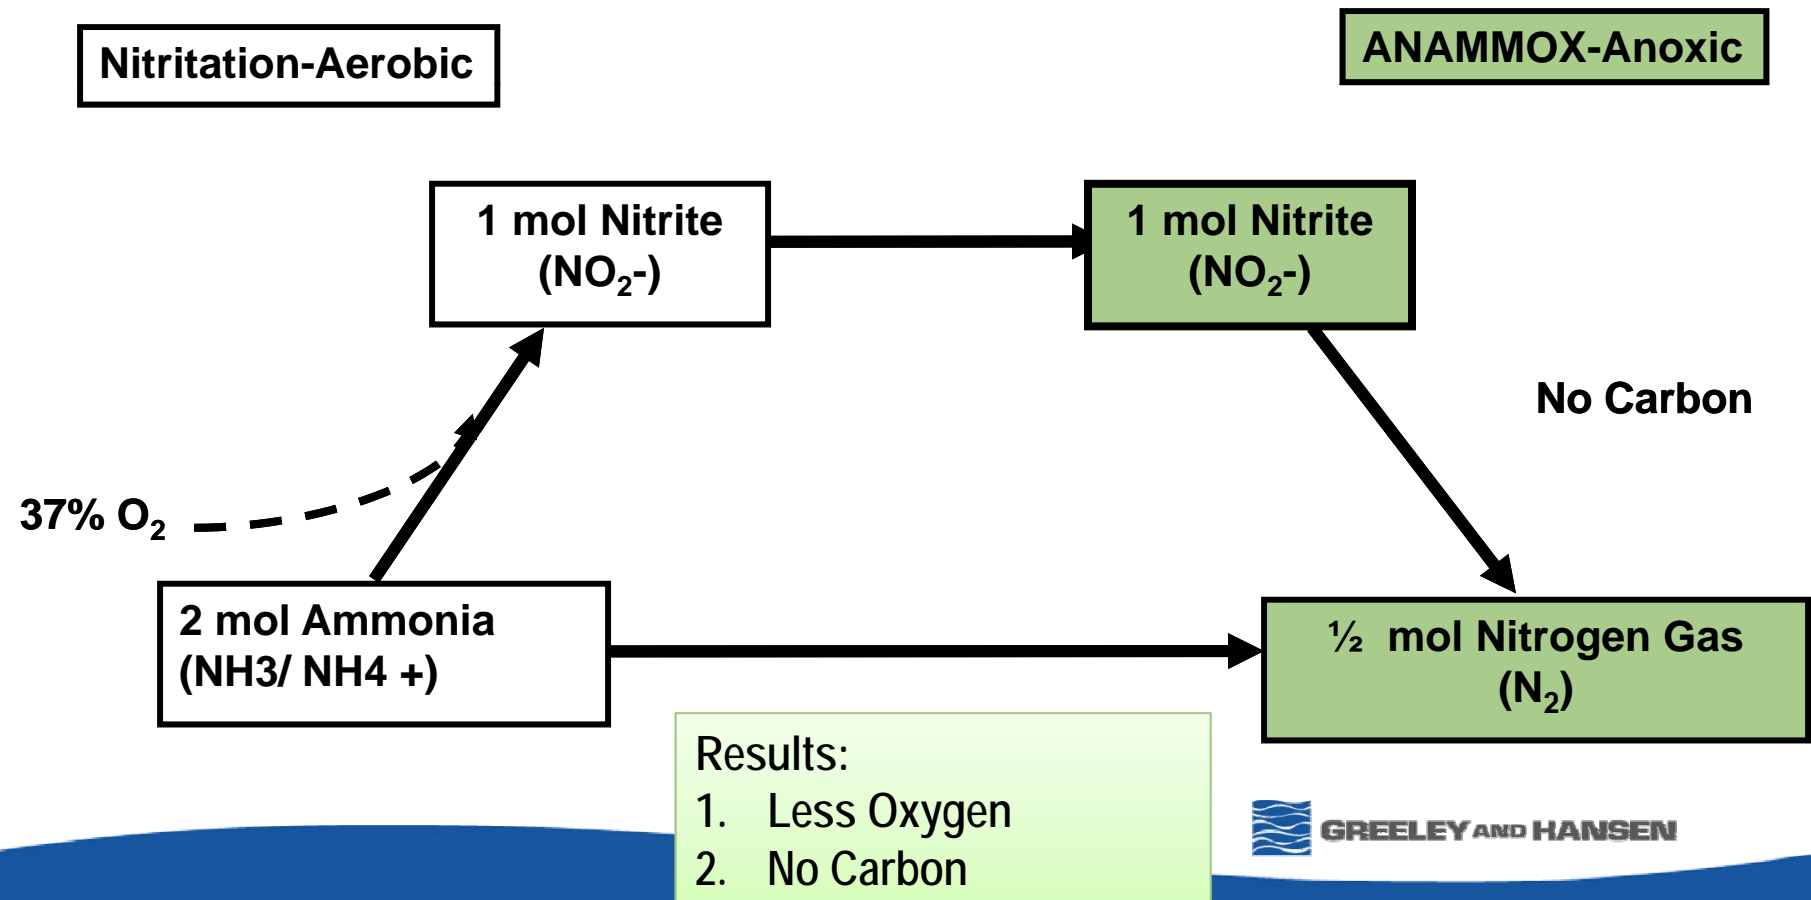 Nitritation-Aerobic
ANAMMOX-Anoxic
1 mol Nitrite
(NO₂-)
1 mol Nitrite
(NO₂-)
No Carbon
37% O₂
2 mol Ammonia
(NH3/ NH4 +)
½ mol Nitrogen Gas
(N₂)
Results:
1. Less Oxygen
2. No Carbon
GREELEY AND HANSEN